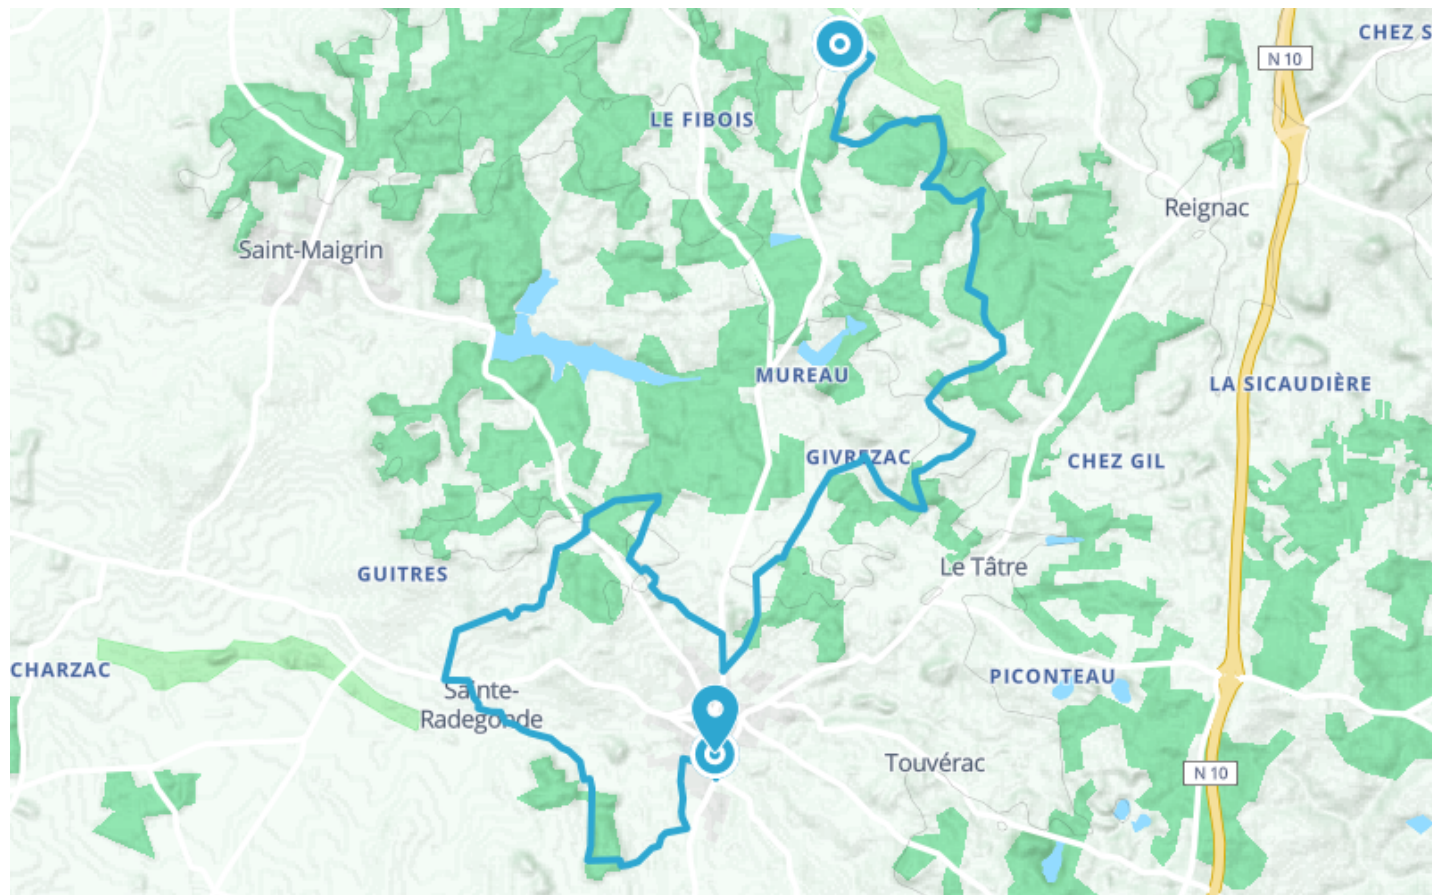 CHEZ S
N 10
LE FIBOIS
Reignac
Saint-Maigrin
MUREAU
LA SICAUDIÈRE
GIVREZAC
CHEZ GIL
Le Tâtre
GUITRES
CHARZAC
PICONTEAU
Sainte-
Radegonde
Touvérac
N 10